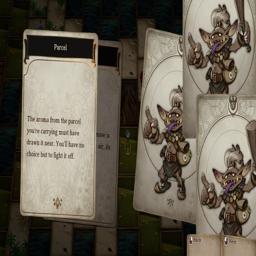 Parcel
The aroma from the parcel
you're carrying must have
drawn it near. You'll have no
choice but to fight it off.